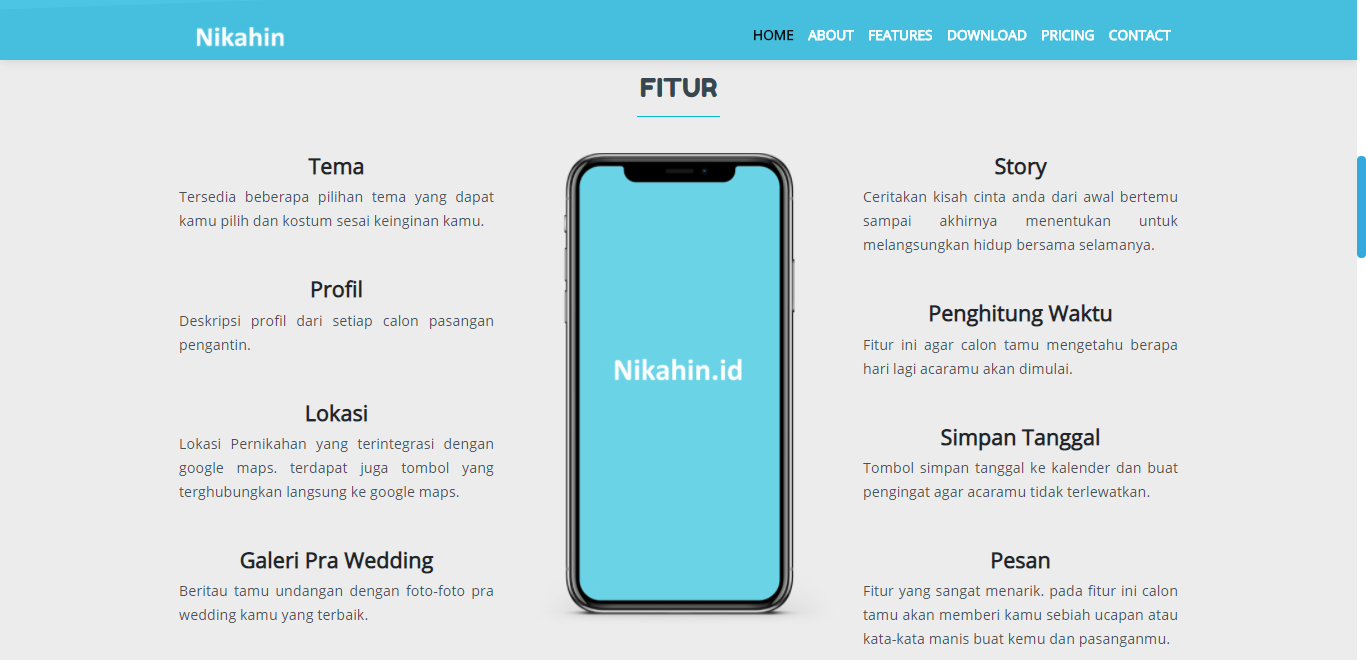 Nikahin
HOME ABOUT FEATURES DOWNLOAD PRICING CONTACT
FITUR
Tema
Tersedia beberapa pilihan tema yang dapat
kamu pilih dan kostum sesai keinginan kamu.
Profil
Deskripsi profil dari setiap calon pasangan
pengantin.
Lokasi
Lokasi Pernikahan yang terintegrasi dengan
google maps. terdapat juga tombol yang
terghubungkan langsung ke google maps.
Galeri Pra Wedding
Beritau tamu undangan dengan foto-foto pra
wedding kamu yang terbaik.
Nikahin.id
Story
Ceritakan kisah cinta anda dari awal bertemu
sampai akhirnya menentukan untuk
melangsungkan hidup bersama selamanya.
Penghitung Waktu
Fitur ini agar calon tamu mengetahu berapa
hari lagi acaramu akan dimulai.
Simpan Tanggal
Tombol simpan tanggal ke kalender dan buat
pengingat agar acaramu tidak terlewatkan.
Pesan
Fitur yang sangat menarik. pada fitur ini calon
tamu akan memberi kamu sebiah ucapan atau
kata-kata manis buat kemu dan pasanganmu.